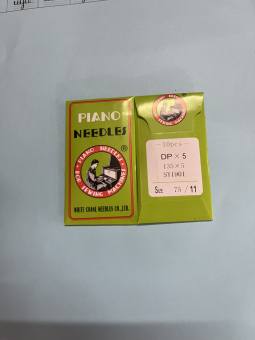 PIANO
NEEDLES
PIANO NEEDLES
FOR SEWING MACHINES
®
WHITE CRANE NEEDLES CO.,LTD.
10pcs
DP × 5
135 × 5
SY1901
Size 75 / 11